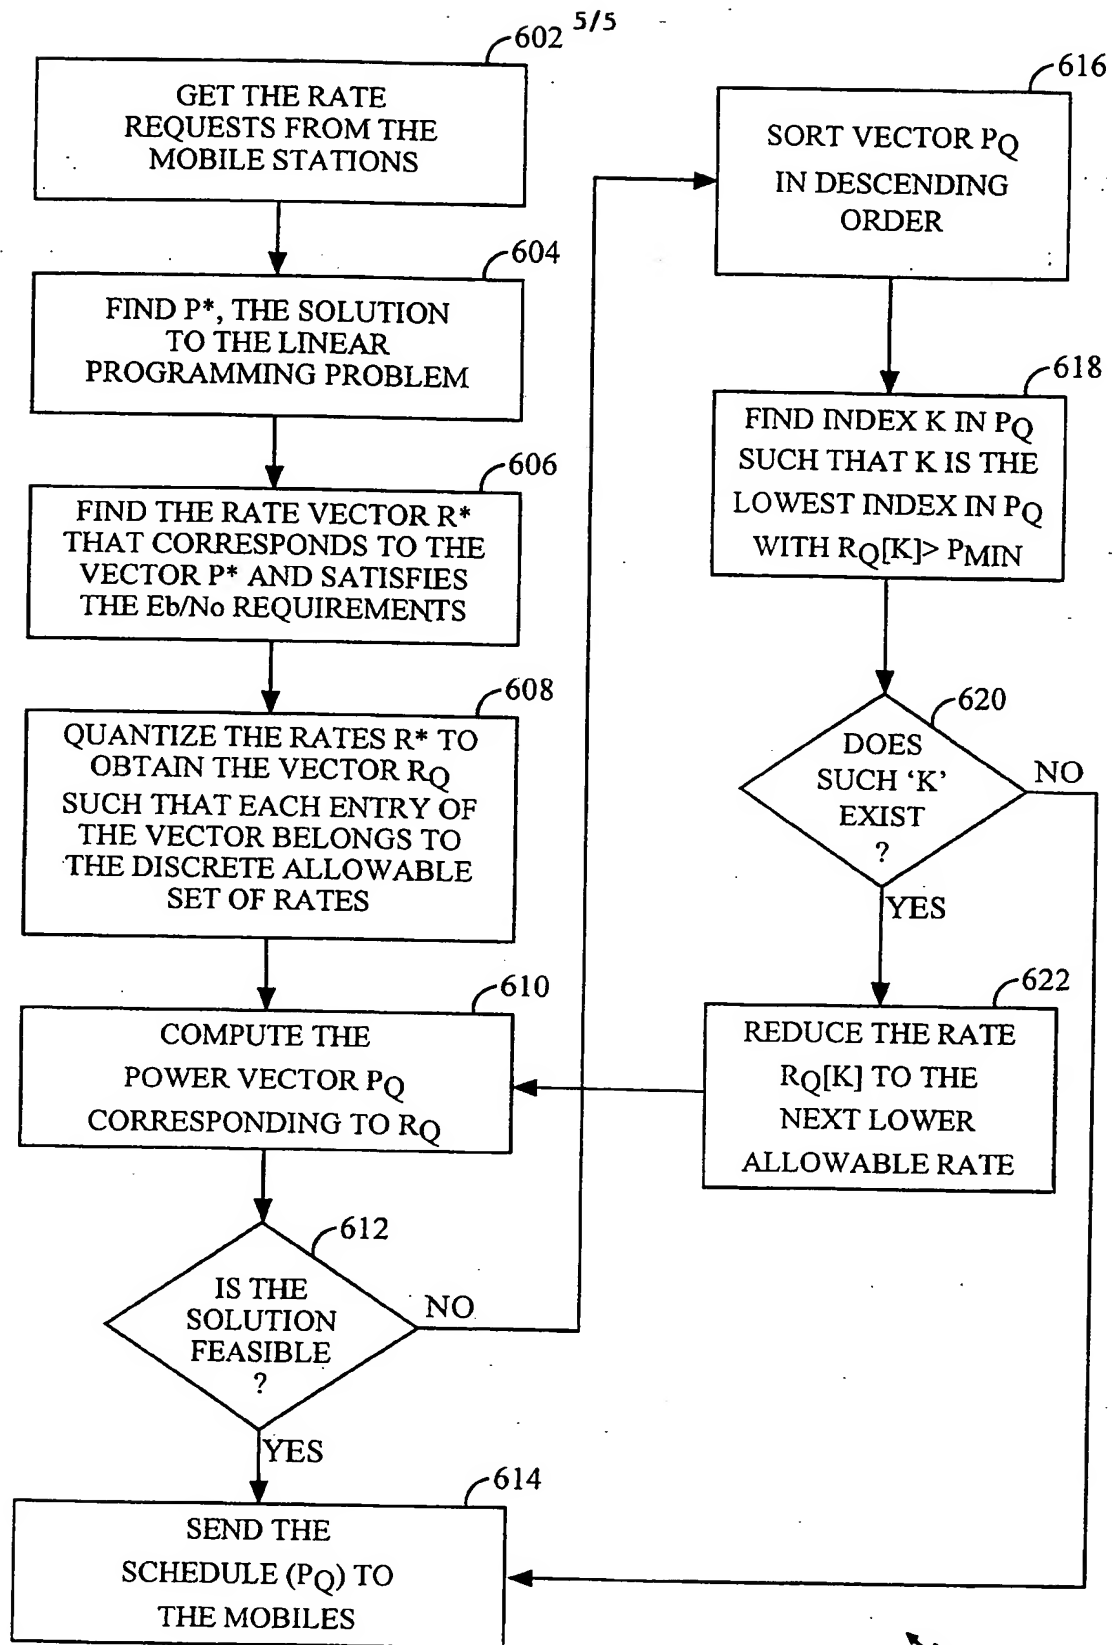 5/5
602
GET THE RATE
REQUESTS FROM THE
MOBILE STATIONS
604
FIND P*, THE SOLUTION
TO THE LINEAR
PROGRAMMING PROBLEM
606
FIND THE RATE VECTOR R*
THAT CORRESPONDS TO THE
VECTOR P* AND SATISFIES
THE Eb/No REQUIREMENTS
608
QUANTIZE THE RATES R* TO
OBTAIN THE VECTOR RQ
SUCH THAT EACH ENTRY OF
THE VECTOR BELONGS TO
THE DISCRETE ALLOWABLE
SET OF RATES
610
COMPUTE THE
POWER VECTOR PQ
CORRESPONDING TO RQ
612
IS THE
SOLUTION
FEASIBLE
?
NO
YES
614
SEND THE
SCHEDULE (PQ) TO
THE MOBILES
616
SORT VECTOR PQ
IN DESCENDING
ORDER
618
FIND INDEX K IN PQ
SUCH THAT K IS THE
LOWEST INDEX IN PQ
WITH RQ[K]> PMIN
620
DOES
SUCH ‘K’
EXIST
?
NO
YES
622
REDUCE THE RATE
RQ[K] TO THE
NEXT LOWER
ALLOWABLE RATE